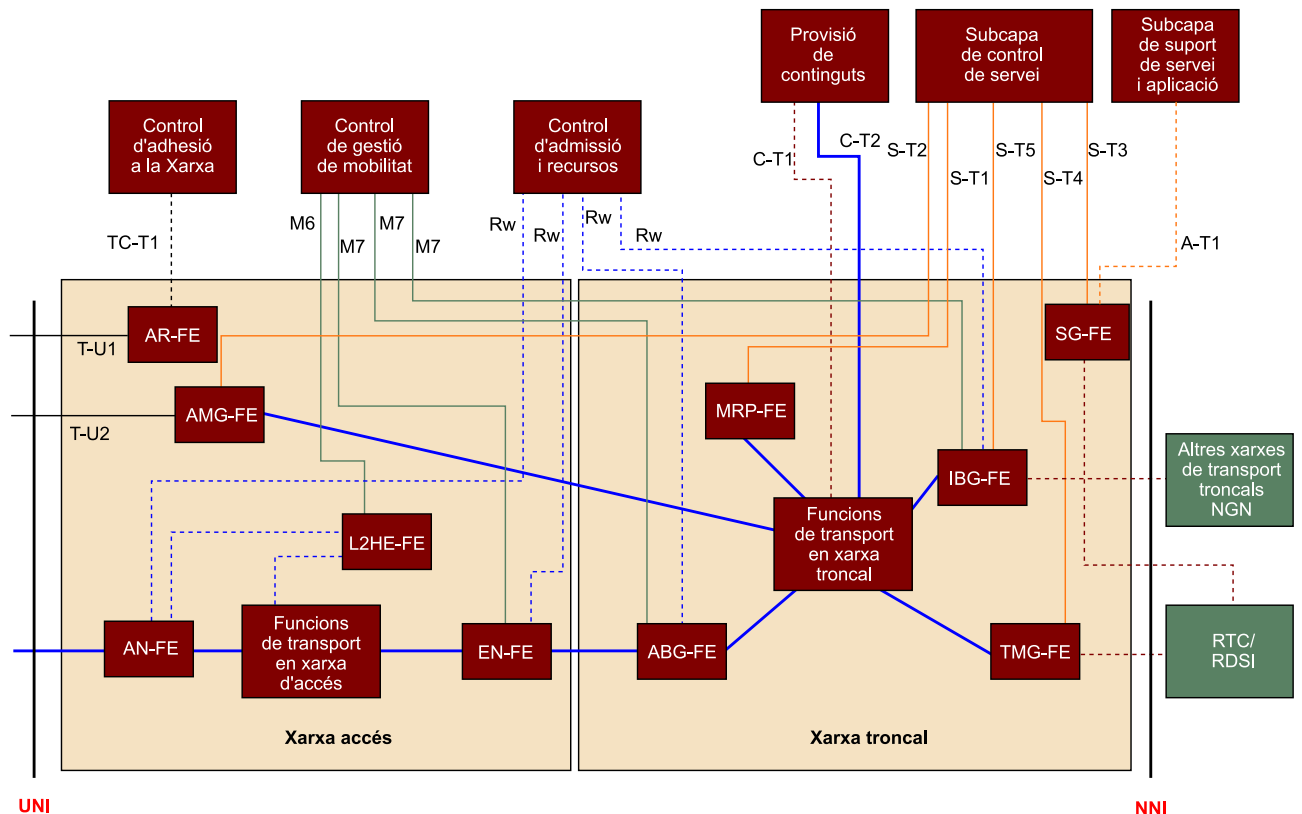 Provisió
de
continguts
Subcapa
de control
de servei
Subcapa
de suport
de servei
i aplicació
Control
d'adhesió
a la Xarxa
Control
de gestió
de mobilitat
Control
d'admissió
i recursos
C-T1
C-T2
S-T2
S-T1
S-T5
S-T4
S-T3
A-T1
TC-T1
M6
M7
M7
M7
Rw
Rw
Rw
Rw
AR-FE
T-U1
SG-FE
AMG-FE
T-U2
MRP-FE
IBG-FE
Altres xarxes
de transport
troncals
NGN
L2HE-FE
Funcions
de transport
en xarxa
troncal
AN-FE
Funcions
de transport
en xarxa
d'accés
EN-FE
ABG-FE
TMG-FE
RTC/
RDSI
Xarxa accés
Xarxa troncal
UNI
NNI